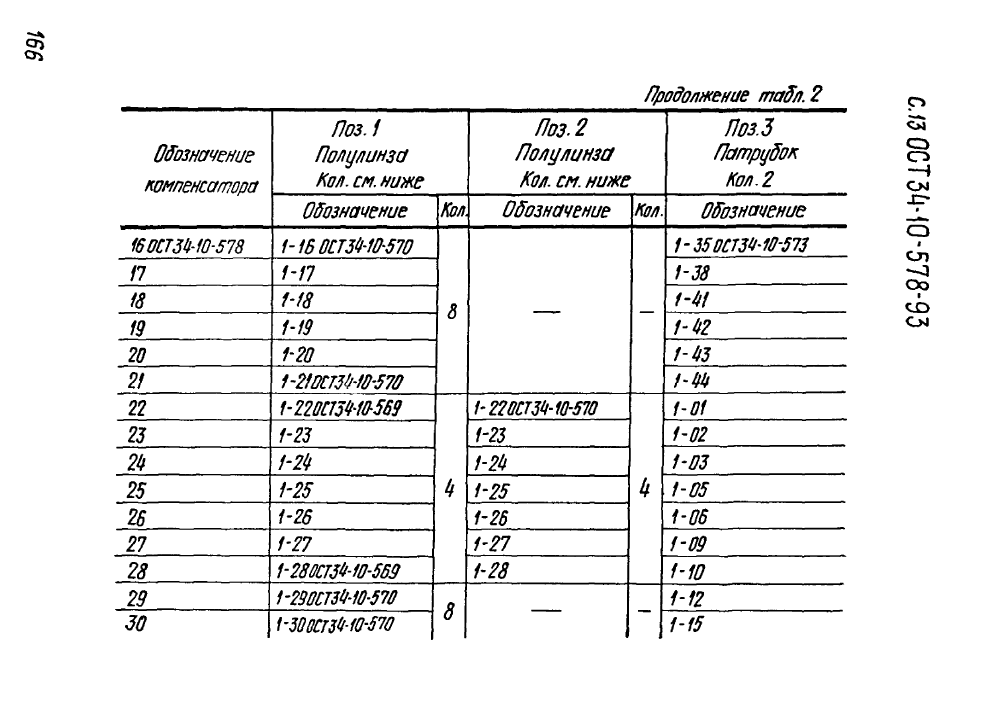 166
С.13 ОСТ 34-10-578-93
Продолжение табл. 2
Обозначение компенсатора
Поз. 1 Полулинза Кол. см. ниже
Поз. 2 Полулинза Кол. см. ниже
Поз. 3 Патрубок Кол. 2
Обозначение Кол. Обозначение Кол. Обозначение
16 ОСТ 34-10-578 1-16 ОСТ 34-10-570 8 — — 1-35 ОСТ 34-10-573
17 1-17 1-38
18 1-18 1-41
19 1-19 1-42
20 1-20 1-43
21 1-21 ОСТ 34-10-570 1-44
22 1-22 ОСТ 34-10-569 4 1-22 ОСТ 34-10-570 4 1-01
23 1-23 1-23 1-02
24 1-24 1-24 1-03
25 1-25 1-25 1-05
26 1-26 1-26 1-06
27 1-27 1-27 1-09
28 1-28 ОСТ 34-10-569 1-28 1-10
29 1-29 ОСТ 34-10-570 8 — — 1-12
30 1-30 ОСТ 34-10-570 1-15